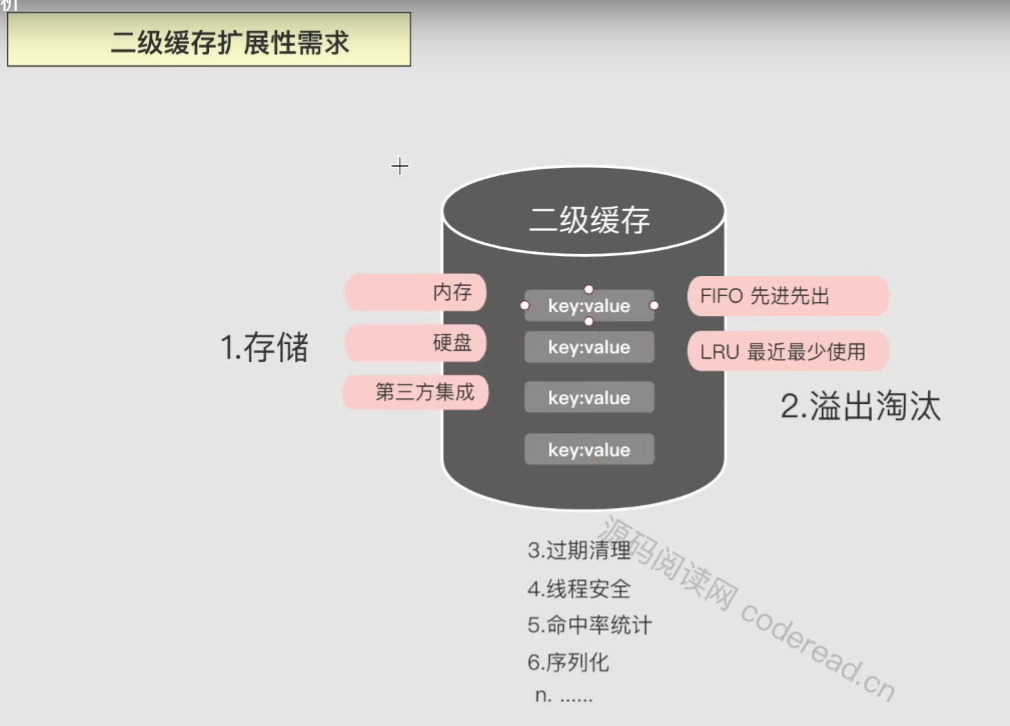 析
二级缓存扩展性需求
二级缓存
1.存储
内存
硬盘
第三方集成
key:value
key:value
key:value
key:value
FIFO 先进先出
LRU 最近最少使用
2.溢出淘汰
3.过期清理
4.线程安全
5.命中率统计
6.序列化
n. ......
源码阅读网 coderead.cn